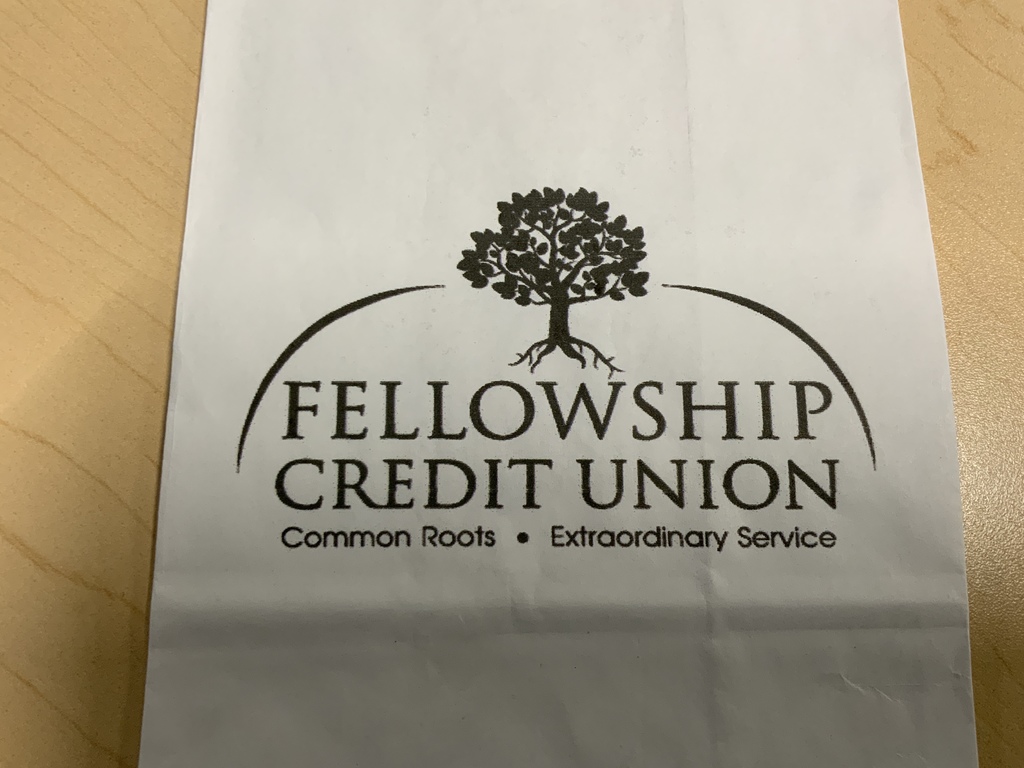 FELLOWSHIP
CREDIT UNION
Common Roots • Extraordinary Service